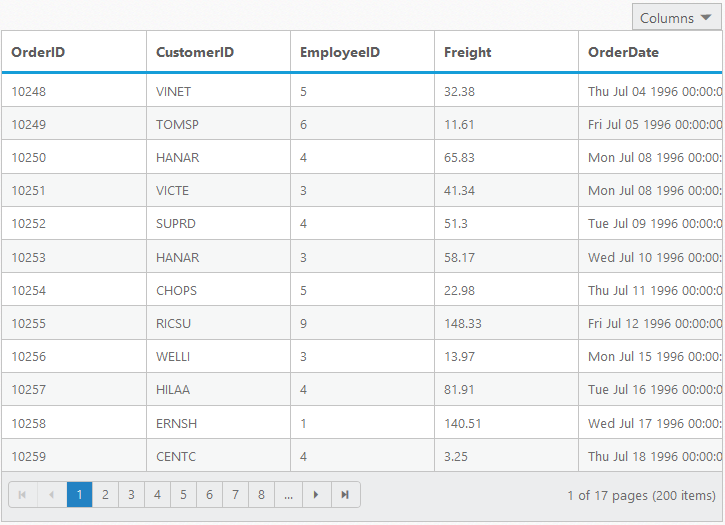 Columns
OrderID CustomerID EmployeeID Freight OrderDate
10248 VINET 5 32.38 Thu Jul 04 1996 00:00:0
10249 TOMSP 6 11.61 Fri Jul 05 1996 00:00:0
10250 HANAR 4 65.83 Mon Jul 08 1996 00:00:0
10251 VICTE 3 41.34 Mon Jul 08 1996 00:00:0
10252 SUPRD 4 51.3 Tue Jul 09 1996 00:00:0
10253 HANAR 3 58.17 Wed Jul 10 1996 00:00:
10254 CHOPS 5 22.98 Thu Jul 11 1996 00:00:0
10255 RICSU 9 148.33 Fri Jul 12 1996 00:00:0
10256 WELLI 3 13.97 Mon Jul 15 1996 00:00:
10257 HILAA 4 81.91 Tue Jul 16 1996 00:00:0
10258 ERNSH 1 140.51 Wed Jul 17 1996 00:00:
10259 CENTC 4 3.25 Thu Jul 18 1996 00:00:0
1 2 3 4 5 6 7 8 ... 1 of 17 pages (200 items)